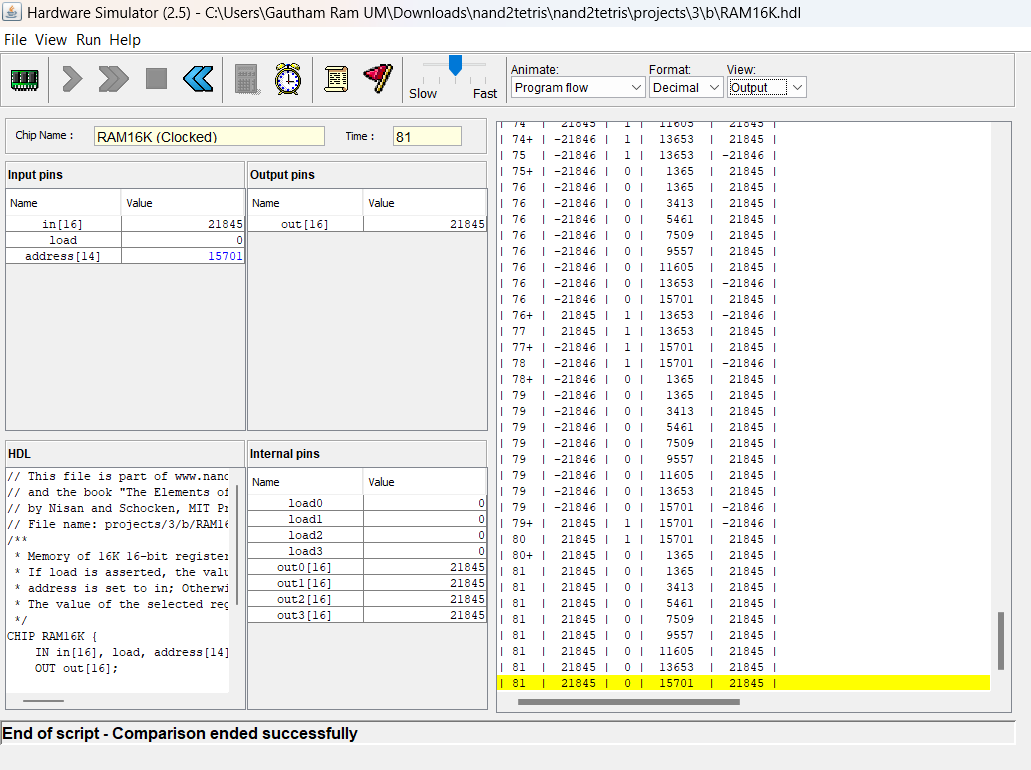 Hardware Simulator (2.5) - C:\Users\Gautham Ram UM\Downloads\nand2tetris\nand2tetris\projects\3\b\RAM16K.hdl
File View Run Help
Slow Fast
Animate: Format: View:
Program flow Decimal Output
Chip Name : RAM16K (Clocked) Time : 81
Input pins
Name Value
in[16] 21845
load 0
address[14] 15701
Output pins
Name Value
out[16] 21845
HDL
// This file is part of www.nand
// and the book "The Elements of
// by Nisan and Schocken, MIT Pr
// File name: projects/3/b/RAM16
/**
* Memory of 16K 16-bit register
* If load is asserted, the valu
* address is set to in; Otherwi
* The value of the selected reg
*/
CHIP RAM16K {
IN in[16], load, address[14]
OUT out[16];
Internal pins
Name Value
load0 0
load1 0
load2 0
load3 0
out0[16] 21845
out1[16] 21845
out2[16] 21845
out3[16] 21845
| 74 | 21845 | 1 | 11605 | 21845 |
| 74+ | -21846 | 1 | 13653 | 21845 |
| 75 | -21846 | 1 | 13653 | -21846 |
| 75+ | -21846 | 0 | 1365 | 21845 |
| 76 | -21846 | 0 | 1365 | 21845 |
| 76 | -21846 | 0 | 3413 | 21845 |
| 76 | -21846 | 0 | 5461 | 21845 |
| 76 | -21846 | 0 | 7509 | 21845 |
| 76 | -21846 | 0 | 9557 | 21845 |
| 76 | -21846 | 0 | 11605 | 21845 |
| 76 | -21846 | 0 | 13653 | -21846 |
| 76 | -21846 | 0 | 15701 | 21845 |
| 76+ | 21845 | 1 | 13653 | -21846 |
| 77 | 21845 | 1 | 13653 | 21845 |
| 77+ | -21846 | 1 | 15701 | 21845 |
| 78 | -21846 | 1 | 15701 | -21846 |
| 78+ | -21846 | 0 | 1365 | 21845 |
| 79 | -21846 | 0 | 1365 | 21845 |
| 79 | -21846 | 0 | 3413 | 21845 |
| 79 | -21846 | 0 | 5461 | 21845 |
| 79 | -21846 | 0 | 7509 | 21845 |
| 79 | -21846 | 0 | 9557 | 21845 |
| 79 | -21846 | 0 | 11605 | 21845 |
| 79 | -21846 | 0 | 13653 | 21845 |
| 79 | -21846 | 0 | 15701 | -21846 |
| 79+ | 21845 | 1 | 15701 | -21846 |
| 80 | 21845 | 1 | 15701 | 21845 |
| 80+ | 21845 | 0 | 1365 | 21845 |
| 81 | 21845 | 0 | 1365 | 21845 |
| 81 | 21845 | 0 | 3413 | 21845 |
| 81 | 21845 | 0 | 5461 | 21845 |
| 81 | 21845 | 0 | 7509 | 21845 |
| 81 | 21845 | 0 | 9557 | 21845 |
| 81 | 21845 | 0 | 11605 | 21845 |
| 81 | 21845 | 0 | 13653 | 21845 |
| 81 | 21845 | 0 | 15701 | 21845 |
End of script - Comparison ended successfully